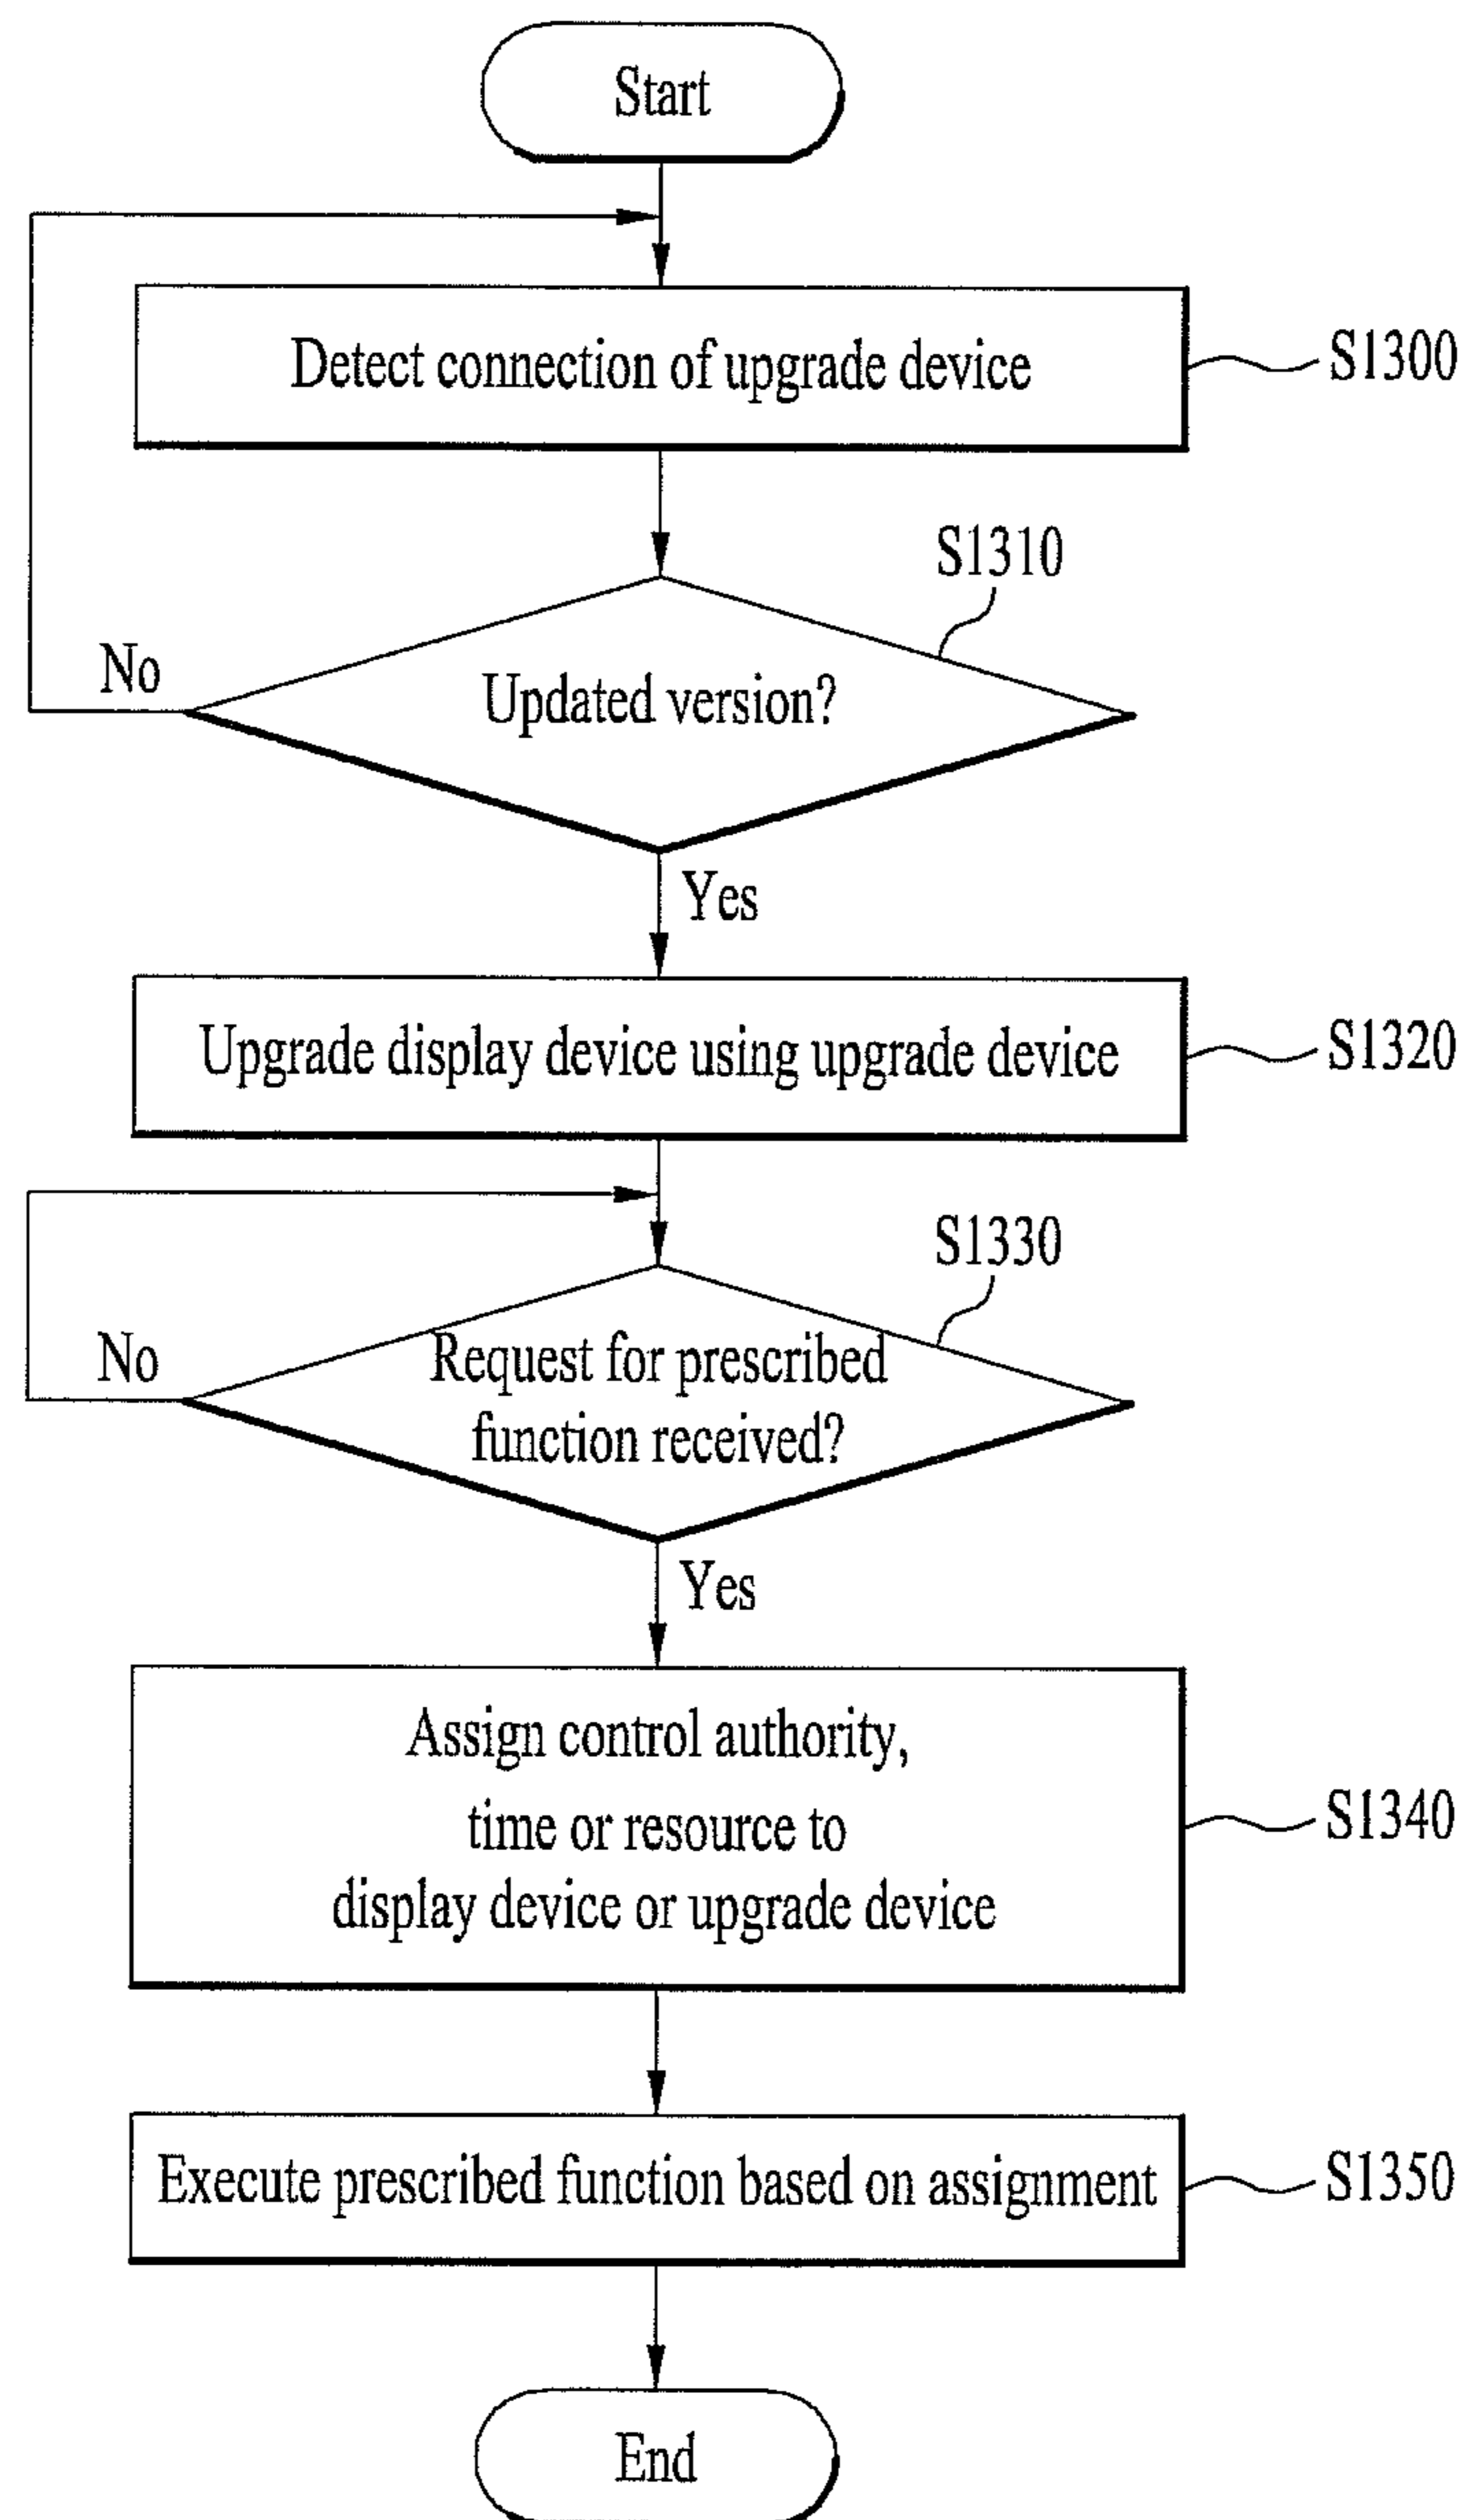 Start
Detect connection of upgrade device
S1300
S1310
Updated version?
No
Yes
Upgrade display device using upgrade device
S1320
S1330
Request for prescribed
function received?
No
Yes
Assign control authority,
time or resource to
display device or upgrade device
S1340
Execute prescribed function based on assignment
S1350
End